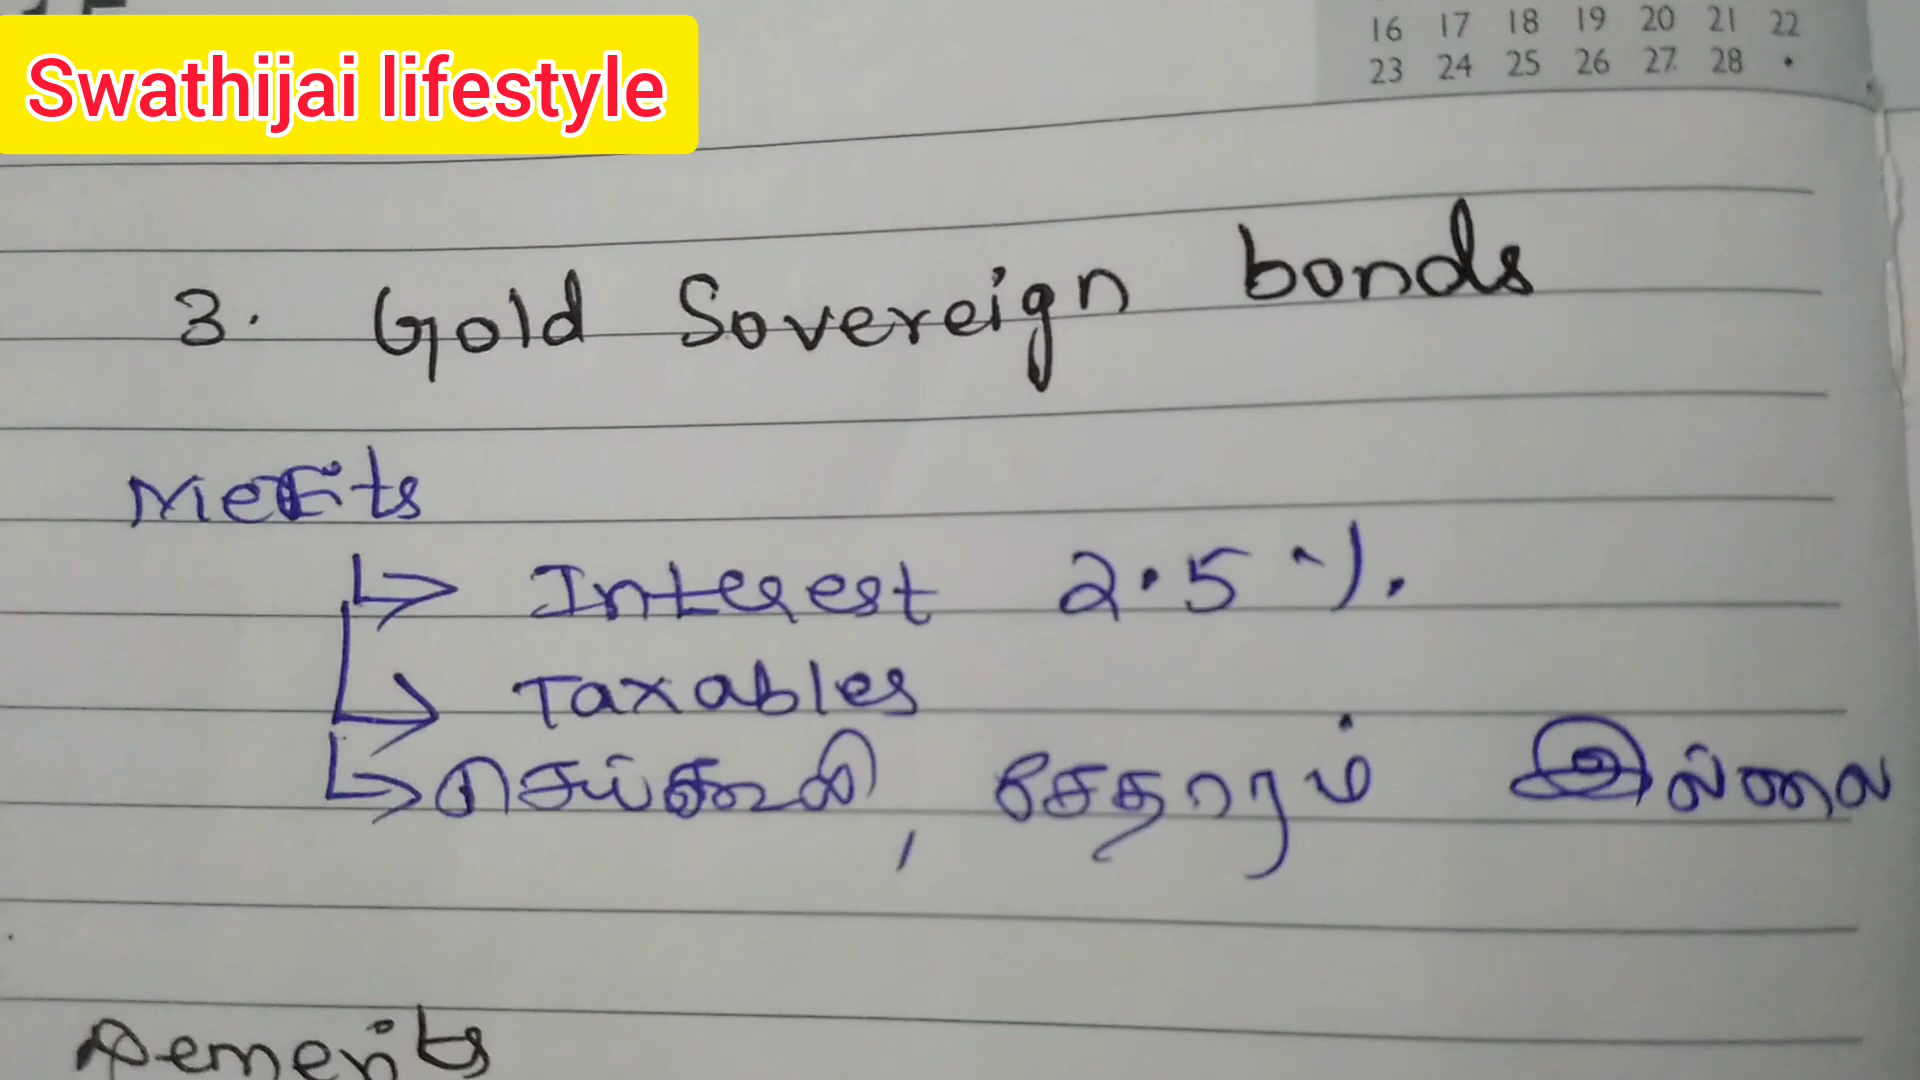 Swathijai lifestyle
16 17 18 19 20 21 22
23 24 25 26 27 28 •
3. Gold Sovereign bonds
Merits
Interest 2.5 %.
Taxables
செய்கூலி, சேதாரம் இல்லை
Demerits